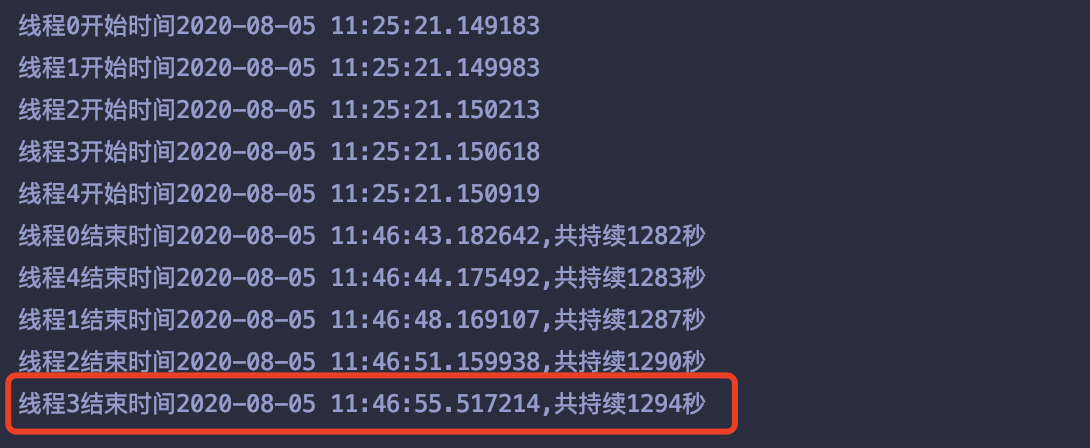 线程0开始时间2020-08-05 11:25:21.149183
线程1开始时间2020-08-05 11:25:21.149983
线程2开始时间2020-08-05 11:25:21.150213
线程3开始时间2020-08-05 11:25:21.150618
线程4开始时间2020-08-05 11:25:21.150919
线程0结束时间2020-08-05 11:46:43.182642,共持续1282秒
线程4结束时间2020-08-05 11:46:44.175492,共持续1283秒
线程1结束时间2020-08-05 11:46:48.169107,共持续1287秒
线程2结束时间2020-08-05 11:46:51.159938,共持续1290秒
线程3结束时间2020-08-05 11:46:55.517214,共持续1294秒